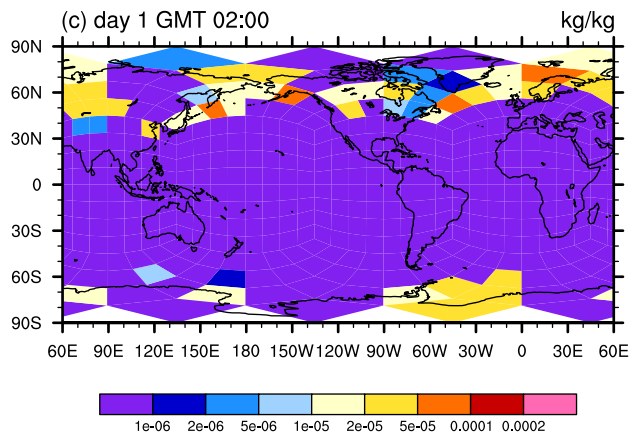 (c) day 1 GMT 02:00 kg/kg
90N
60N
30N
0
30S
60S
90S
60E 90E 120E 150E 180 150W 120W 90W 60W 30W 0 30E 60E
1e-06 2e-06 5e-06 1e-05 2e-05 5e-05 0.0001 0.0002